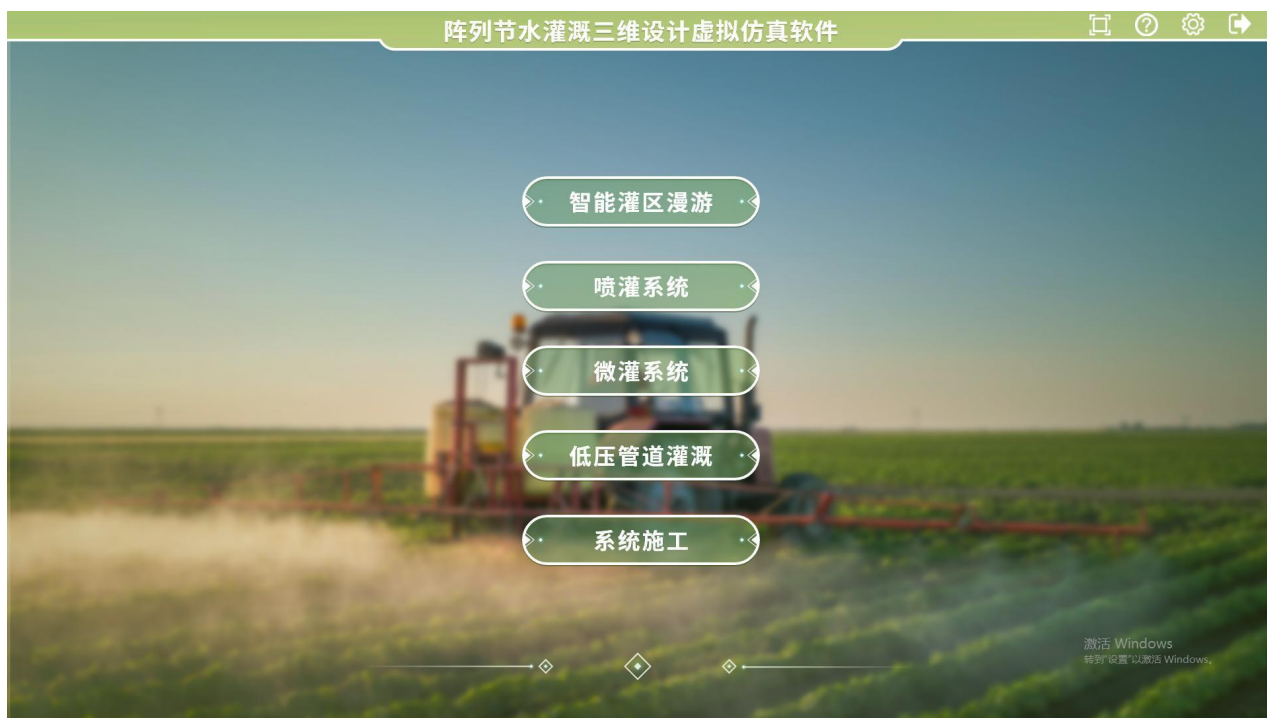 阵列节水灌溉三维设计虚拟仿真软件
智能灌区漫游
喷灌系统
微灌系统
低压管道灌溉
系统施工
激活 Windows
转到"设置"以激活 Windows。